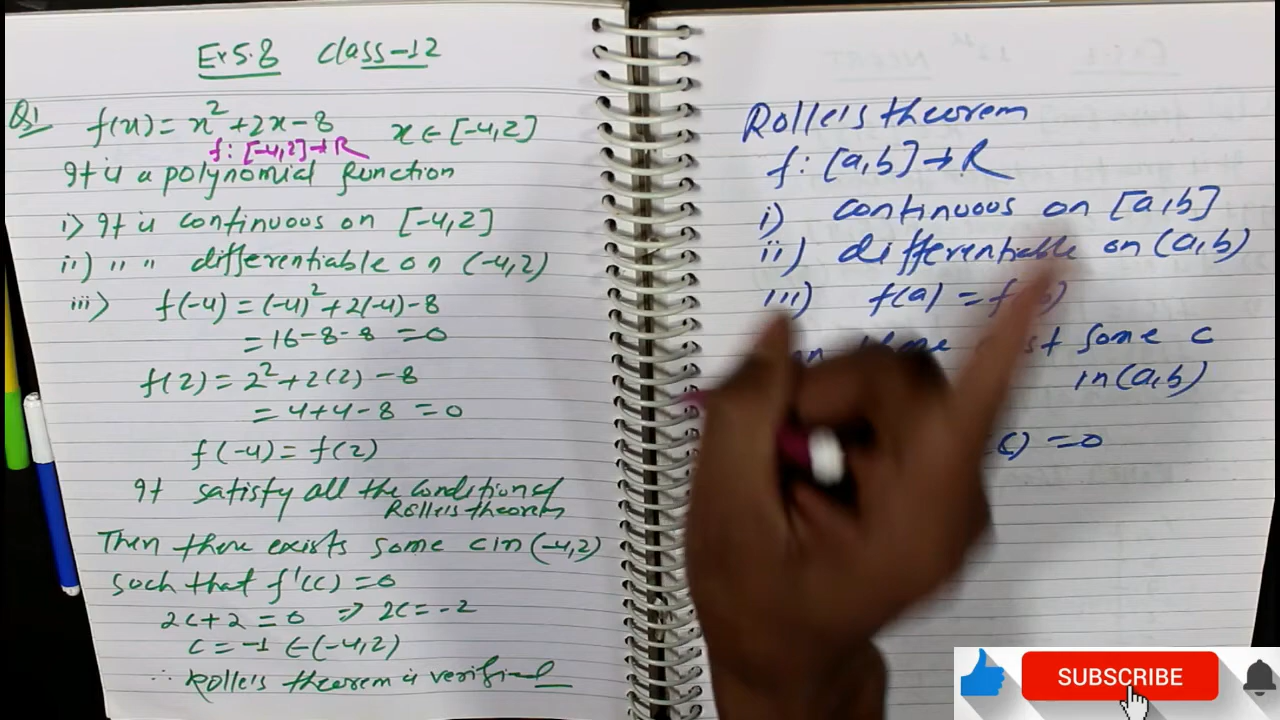 Ex 5.8 Class-12
Q1 f(x) = x² + 2x - 8 x ∈ [-4,2]
f: [-4,2] → R
It is a polynomial function
i) It is continuous on [-4,2]
ii) " " differentiable on (-4,2)
iii) f(-4) = (-4)² + 2(-4) - 8
= 16 - 8 - 8 = 0
f(2) = 2² + 2(2) - 8
= 4 + 4 - 8 = 0
f(-4) = f(2)
It satisfy all the conditions of
Rolle's theorem
Then there exists some c in (-4,2)
such that f'(c) = 0
2c + 2 = 0 ⇒ 2c = -2
c = -1 ∈ (-4,2)
∴ Rolle's theorem is verified
Rolle's theorem
f: [a,b] → R
i) continuous on [a,b]
ii) differentiable on (a,b)
iii) f(a) = f(b)
some c
in (a,b)
c) = 0
SUBSCRIBE